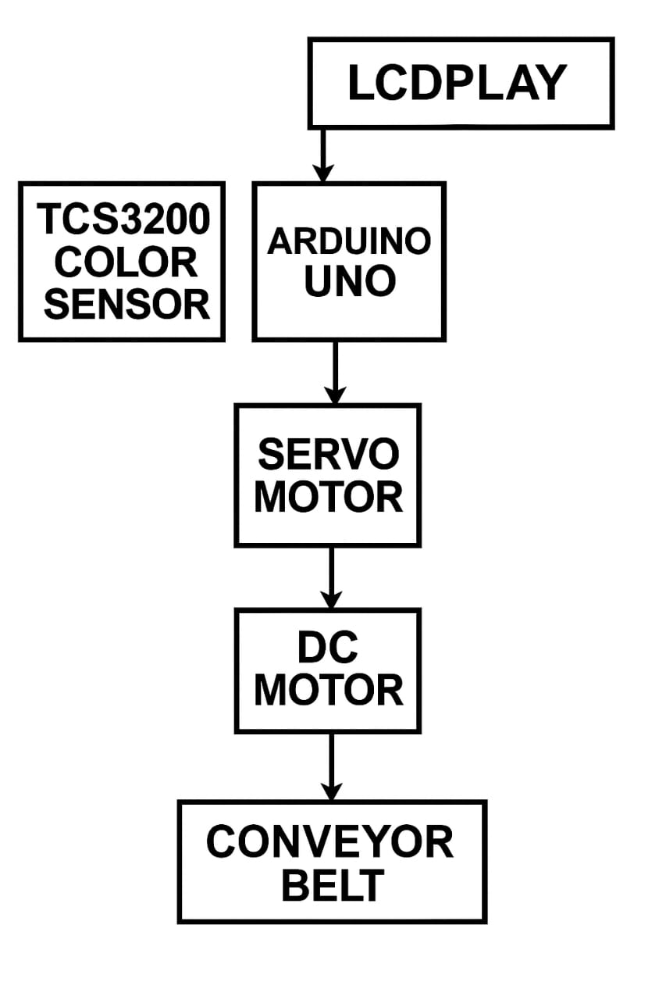 LCDPLAY
TCS3200
COLOR
SENSOR
ARDUINO
UNO
SERVO
MOTOR
DC
MOTOR
CONVEYOR
BELT